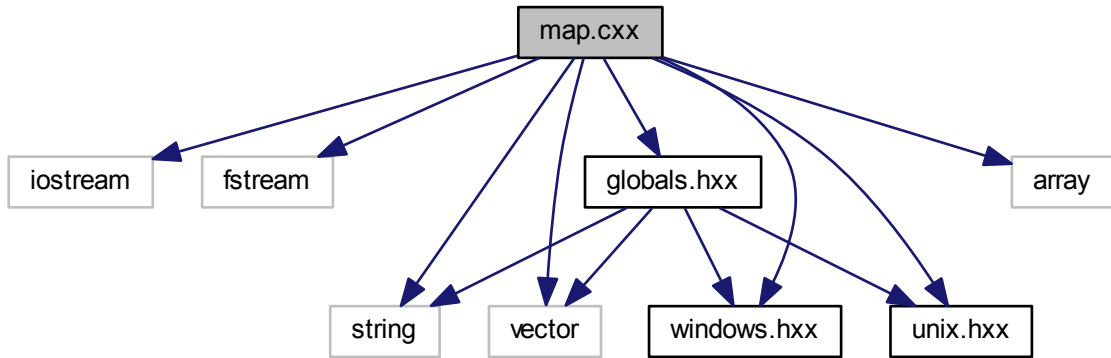 map.cxx
iostream
fstream
globals.hxx
array
string
vector
windows.hxx
unix.hxx